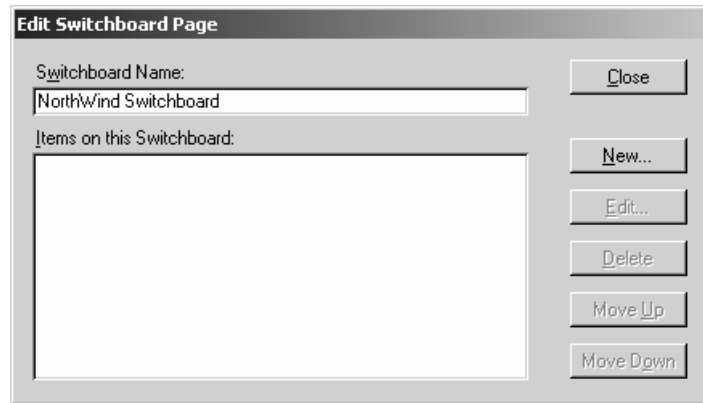 Edit Switchboard Page
Switchboard Name:
Close
NorthWind Switchboard
Items on this Switchboard:
New...
Edit...
Delete
Move Up
Move Down